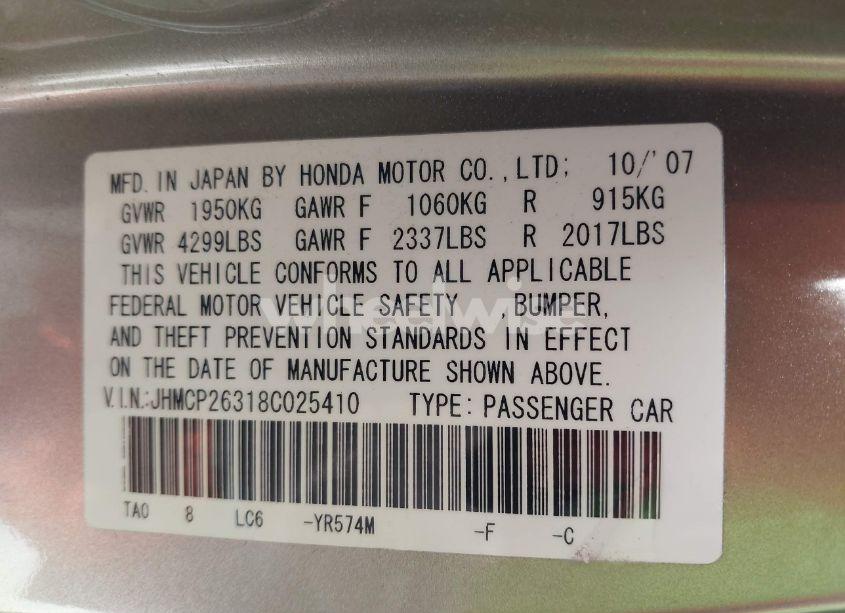 MFD. IN JAPAN BY HONDA MOTOR CO., LTD; 10/'07
GVWR 1950KG GAWR F 1060KG R 915KG
GVWR 4299LBS GAWR F 2337LBS R 2017LBS
THIS VEHICLE CONFORMS TO ALL APPLICABLE
FEDERAL MOTOR VEHICLE SAFETY , BUMPER,
wheelwise
AND THEFT PREVENTION STANDARDS IN EFFECT
ON THE DATE OF MANUFACTURE SHOWN ABOVE.
V.I.N.:JHMCP26318C025410 TYPE: PASSENGER CAR
TA0 8 LC6 -YR574M -F -C